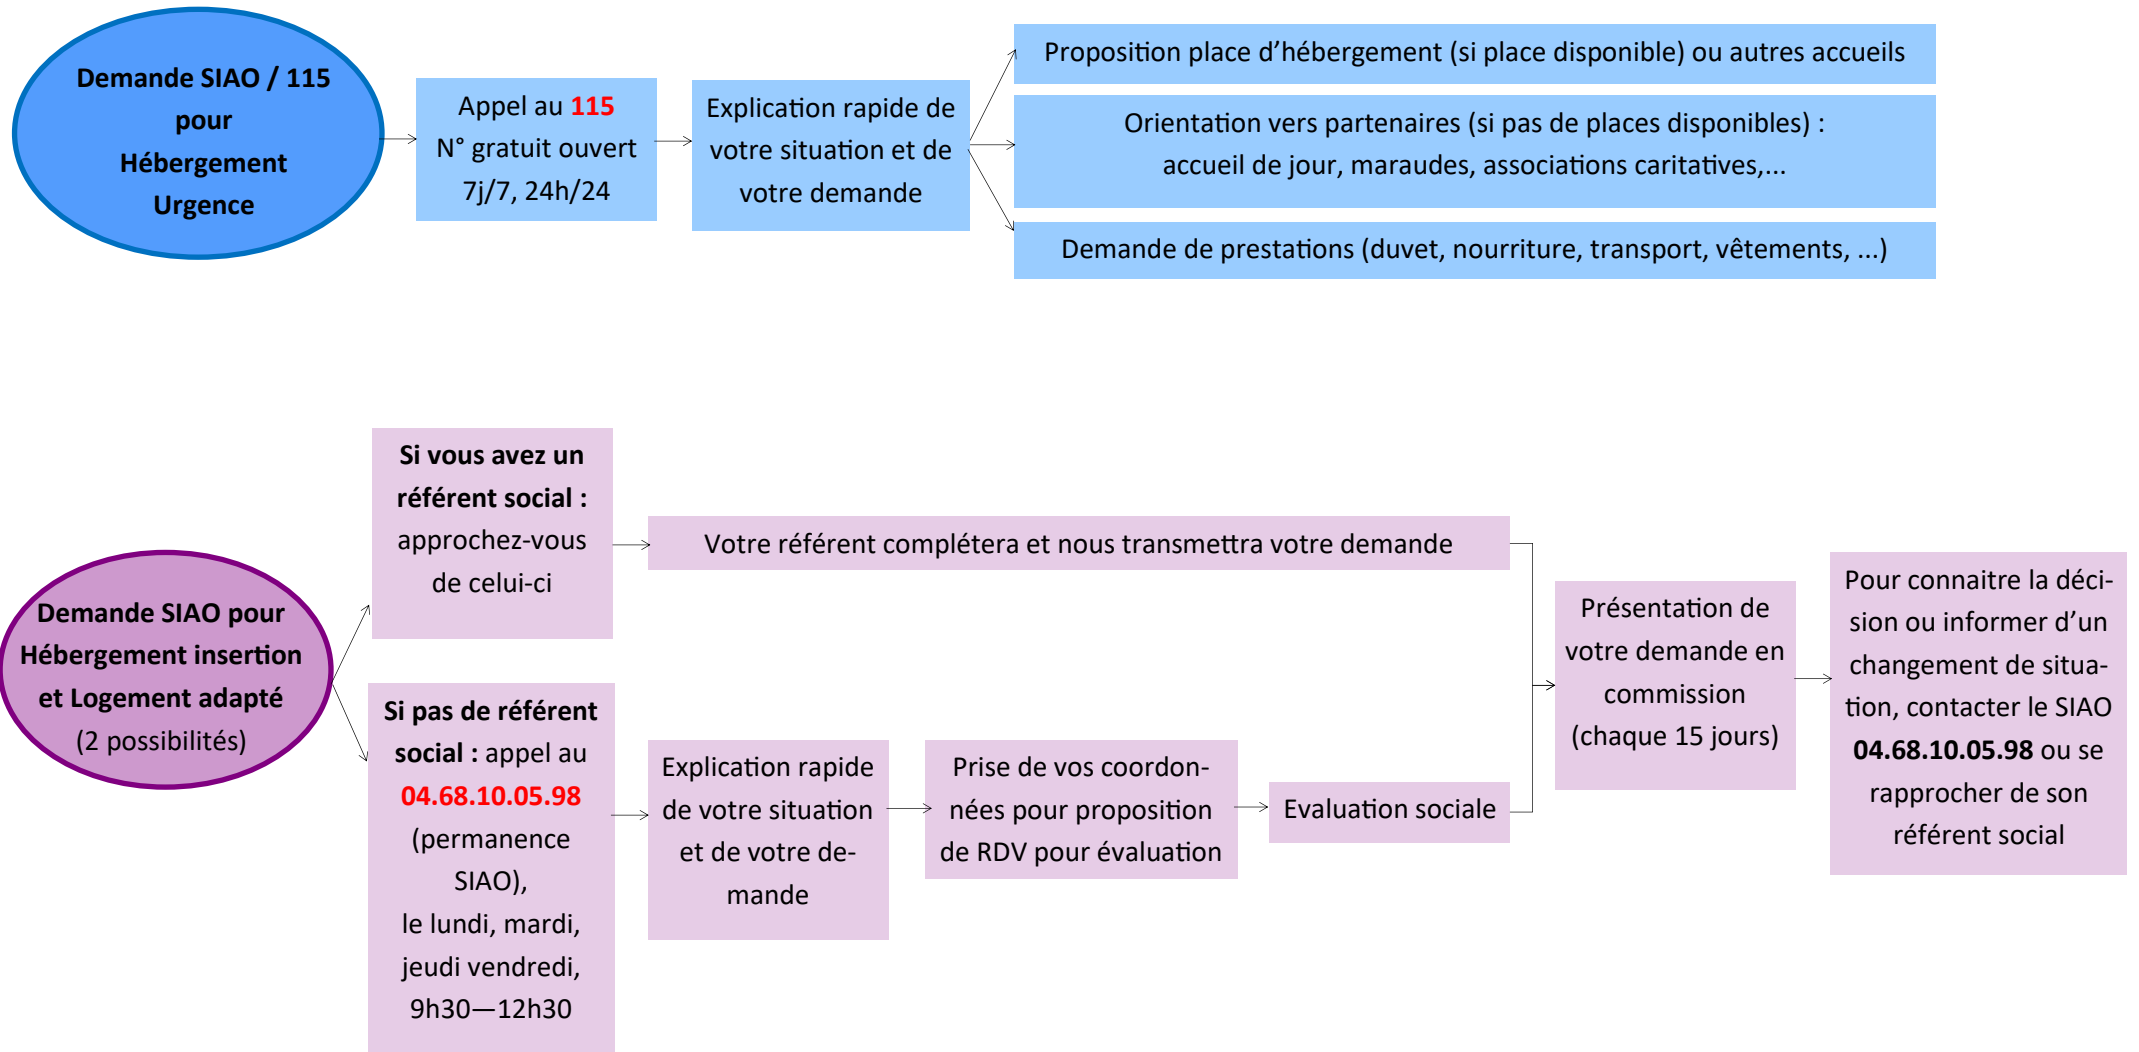 Demande SIAO / 115
pour
Hébergement
Urgence
Appel au 115
N° gratuit ouvert
7j/7, 24h/24
Explication rapide de
votre situation et de
votre demande
Proposition place d’hébergement (si place disponible) ou autres accueils
Orientation vers partenaires (si pas de places disponibles) :
accueil de jour, maraudes, associations caritatives,...
Demande de prestations (duvet, nourriture, transport, vêtements, ...)
Demande SIAO pour
Hébergement insertion
et Logement adapté
(2 possibilités)
Si vous avez un
référent social :
approchez-vous
de celui-ci
Votre référent complétera et nous transmettra votre demande
Si pas de référent
social : appel au
04.68.10.05.98
(permanence
SIAO),
le lundi, mardi,
jeudi vendredi,
9h30—12h30
Explication rapide
de votre situation
et de votre de-
mande
Prise de vos coordon-
nées pour proposition
de RDV pour évaluation
Evaluation sociale
Présentation de
votre demande en
commission
(chaque 15 jours)
Pour connaitre la déci-
sion ou informer d’un
changement de situa-
tion, contacter le SIAO
04.68.10.05.98 ou se
rapprocher de son
référent social